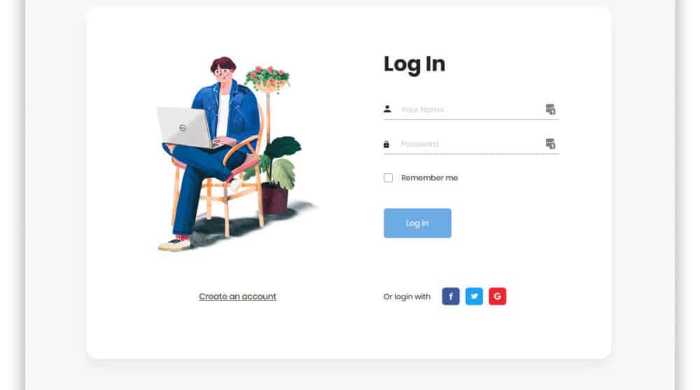 Log In
Your Name
Password
Remember me
Log In
Create an account
Or login with